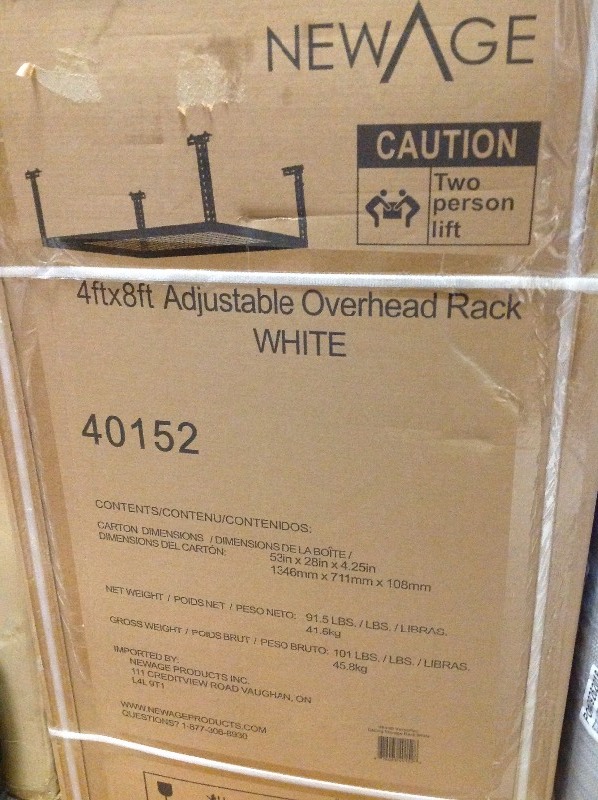 NEWAGE
CAUTION
Two
person
lift
4ftx8ft Adjustable Overhead Rack
WHITE
40152
CONTENTS/CONTENU/CONTENIDOS:
CARTON DIMENSIONS / DIMENSIONS DE LA BOÎTE /
DIMENSIONS DEL CARTÓN:
53in x 28in x 4.25in
1346mm x 711mm x 108mm
NET WEIGHT / POIDS NET / PESO NETO: 91.5 LBS. / LBS. / LIBRAS.
41.6kg
GROSS WEIGHT / POIDS BRUT / PESO BRUTO: 101 LBS. / LBS. / LIBRAS.
45.8kg
IMPORTED BY:
NEWAGE PRODUCTS INC.
111 CREDITVIEW ROAD VAUGHAN, ON
L4L 9T1
WWW.NEWAGEPRODUCTS.COM
QUESTIONS? 1-877-306-8930